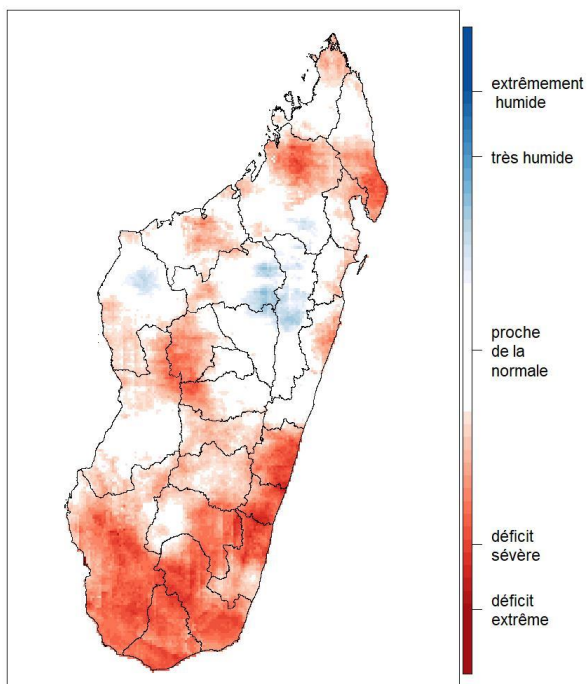 extrêmement
humide
très humide
proche
de la
normale
déficit
sévère
déficit
extrême